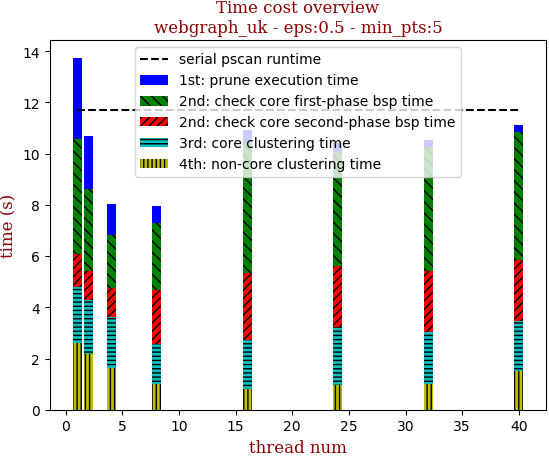 Time cost overview
webgraph_uk - eps:0.5 - min_pts:5
serial pscan runtime
1st: prune execution time
2nd: check core first-phase bsp time
2nd: check core second-phase bsp time
3rd: core clustering time
4th: non-core clustering time
time (s)
14
12
10
8
6
4
2
0
0 5 10 15 20 25 30 35 40
thread num